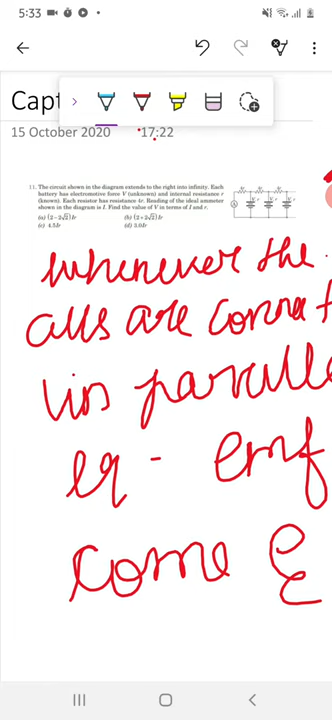 5:33
Capt
15 October 2020 17:22
11. The circuit shown in the diagram extends to the right into infinity. Each
battery has electromotive force V (unknown) and internal resistance r
(known). Each resistor has resistance 4r. Reading of the ideal ammeter
shown in the diagram is I. Find the value of V in terms of I and r.
(a) (2−2√2)Ir (b) (2+2√2)Ir
(c) 4.5Ir (d) 3.0Ir
whenever the
cells are connect
in parall
eq - emf
come E